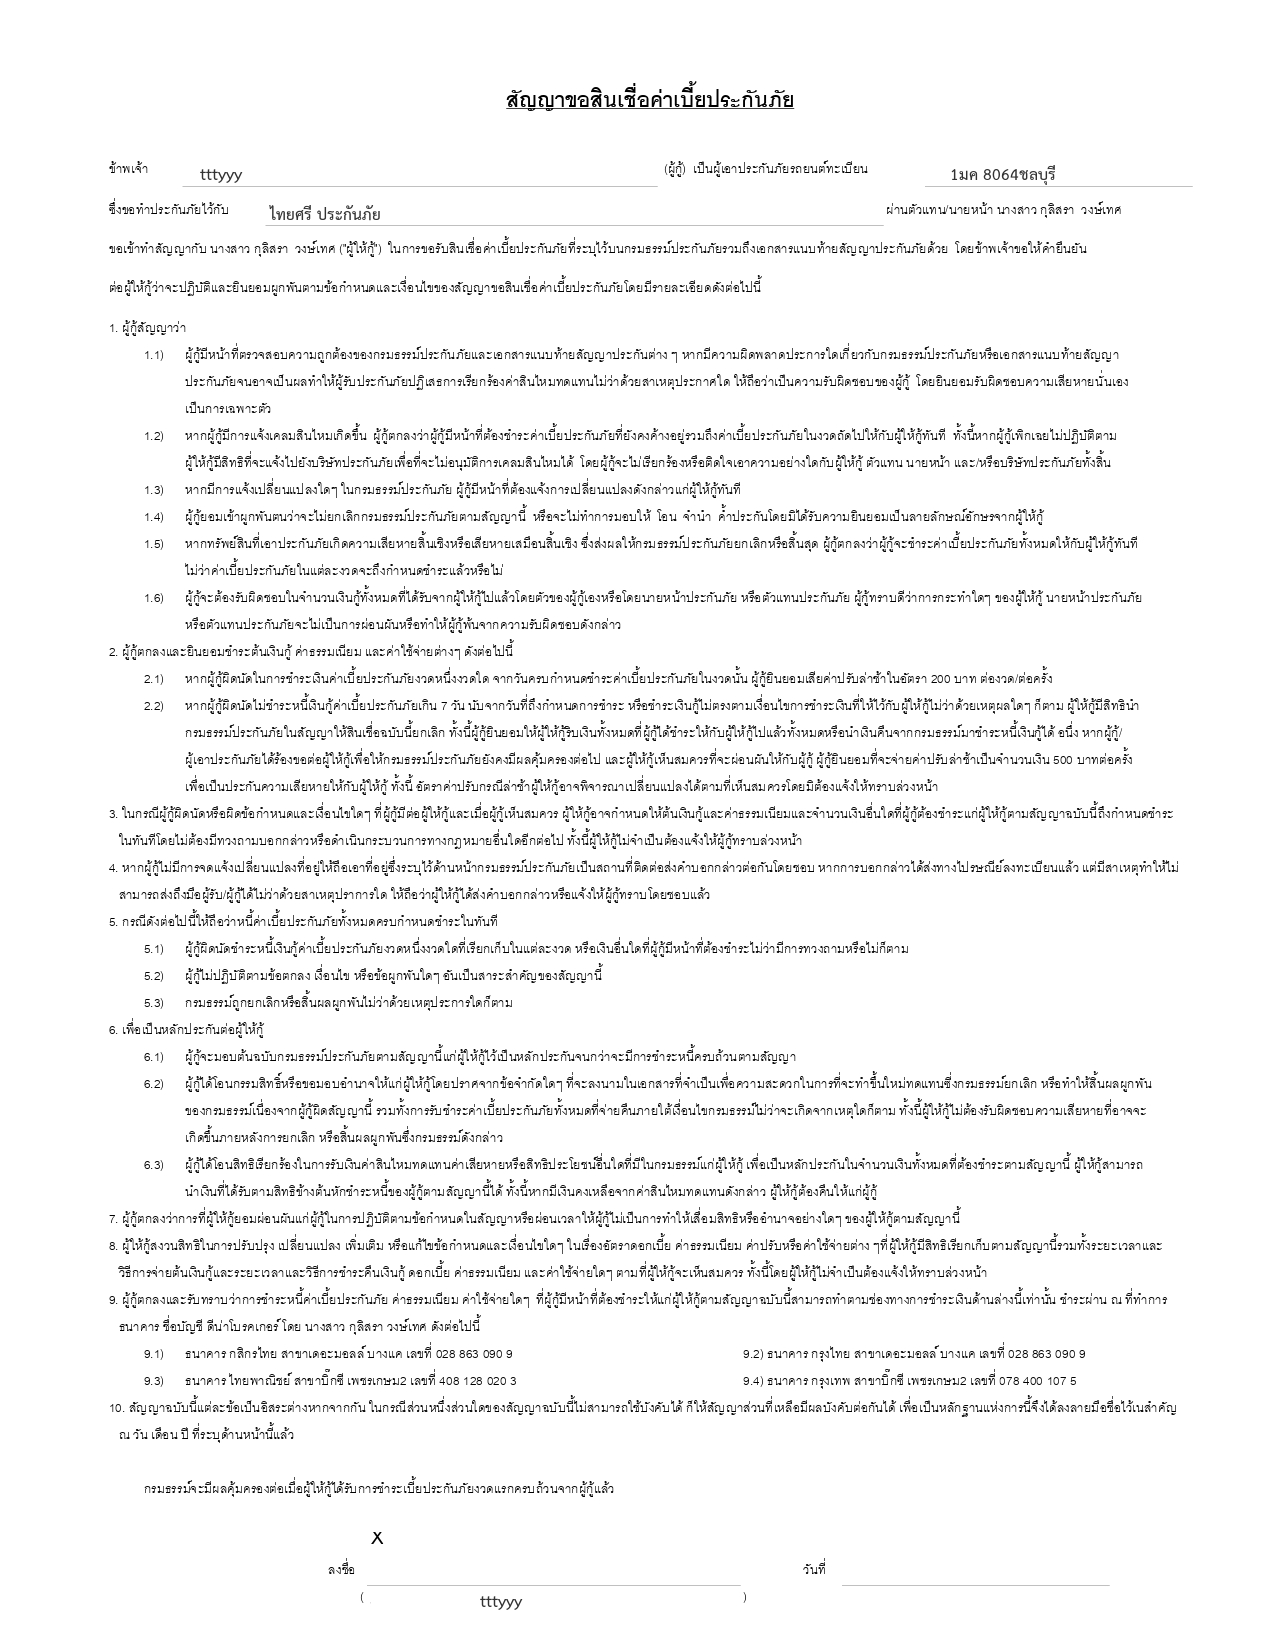 สัญญาขอสินเชื่อค่าเบี้ยประกันภัย
ข้าพเจ้า tttyyy (ผู้กู้) เป็นผู้เอาประกันภัยรถยนต์ทะเบียน 1มค 8064ชลบุรี
ซึ่งขอทำประกันภัยไว้กับ ไทยศรี ประกันภัย ผ่านตัวแทน/นายหน้า นางสาว กุลิสรา วงษ์เทศ
ขอเข้าทำสัญญากับ นางสาว กุลิสรา วงษ์เทศ ("ผู้ให้กู้") ในการขอรับสินเชื่อค่าเบี้ยประกันภัยที่ระบุไว้บนกรมธรรม์ประกันภัยรวมถึงเอกสารแนบท้ายสัญญาประกันภัยด้วย โดยข้าพเจ้าขอให้คำยืนยัน
ต่อผู้ให้กู้ว่าจะปฏิบัติและยินยอมผูกพันตามข้อกำหนดและเงื่อนไขของสัญญาขอสินเชื่อค่าเบี้ยประกันภัยโดยมีรายละเอียดดังต่อไปนี้
1. ผู้กู้สัญญาว่า
1.1) ผู้กู้มีหน้าที่ตรวจสอบความถูกต้องของกรมธรรม์ประกันภัยและเอกสารแนบท้ายสัญญาประกันต่าง ๆ หากมีความผิดพลาดประการใดเกี่ยวกับกรมธรรม์ประกันภัยหรือเอกสารแนบท้ายสัญญา
ประกันภัยจนอาจเป็นผลทำให้ผู้รับประกันภัยปฏิเสธการเรียกร้องค่าสินไหมทดแทนไม่ว่าด้วยสาเหตุประกาศใด ให้ถือว่าเป็นความรับผิดชอบของผู้กู้ โดยยินยอมรับผิดชอบความเสียหายนั่นเอง
เป็นการเฉพาะตัว
1.2) หากผู้กู้มีการแจ้งเคลมสินไหมเกิดขึ้น ผู้กู้ตกลงว่าผู้กู้มีหน้าที่ต้องชำระค่าเบี้ยประกันภัยที่ยังคงค้างอยู่รวมถึงค่าเบี้ยประกันภัยในงวดถัดไปให้กับผู้ให้กู้ทันที ทั้งนี้หากผู้กู้เพิกเฉยไม่ปฏิบัติตาม
ผู้ให้กู้มีสิทธิที่จะแจ้งไปยังบริษัทประกันภัยเพื่อที่จะไม่อนุมัติการเคลมสินไหมได้ โดยผู้กู้จะไม่เรียกร้องหรือติดใจเอาความอย่างใดกับผู้ให้กู้ ตัวแทน นายหน้า และ/หรือบริษัทประกันภัยทั้งสิ้น
1.3) หากมีการแจ้งเปลี่ยนแปลงใดๆ ในกรมธรรม์ประกันภัย ผู้กู้มีหน้าที่ต้องแจ้งการเปลี่ยนแปลงดังกล่าวแก่ผู้ให้กู้ทันที
1.4) ผู้กู้ยอมเข้าผูกพันตนว่าจะไม่ยกเลิกกรมธรรม์ประกันภัยตามสัญญานี้ หรือจะไม่ทำการมอบให้ โอน จำนำ ค้ำประกันโดยมิได้รับความยินยอมเป็นลายลักษณ์อักษรจากผู้ให้กู้
1.5) หากทรัพย์สินที่เอาประกันภัยเกิดความเสียหายสิ้นเชิงหรือเสียหายเสมือนสิ้นเชิง ซึ่งส่งผลให้กรมธรรม์ประกันภัยยกเลิกหรือสิ้นสุด ผู้กู้ตกลงว่าผู้กู้จะชำระค่าเบี้ยประกันภัยทั้งหมดให้กับผู้ให้กู้ทันที
ไม่ว่าค่าเบี้ยประกันภัยในแต่ละงวดจะถึงกำหนดชำระแล้วหรือไม่
1.6) ผู้กู้จะต้องรับผิดชอบในจำนวนเงินกู้ทั้งหมดที่ได้รับจากผู้ให้กู้ไปแล้วโดยตัวของผู้กู้เองหรือโดยนายหน้าประกันภัย หรือตัวแทนประกันภัย ผู้กู้ทราบดีว่าการกระทำใดๆ ของผู้ให้กู้ นายหน้าประกันภัย
หรือตัวแทนประกันภัยจะไม่เป็นการผ่อนผันหรือทำให้ผู้กู้พ้นจากความรับผิดชอบดังกล่าว
2. ผู้กู้ตกลงและยินยอมชำระต้นเงินกู้ ค่าธรรมเนียม และค่าใช้จ่ายต่างๆ ดังต่อไปนี้
2.1) หากผู้กู้ผิดนัดในการชำระเงินค่าเบี้ยประกันภัยงวดหนึ่งงวดใด จากวันครบกำหนดชำระค่าเบี้ยประกันภัยในงวดนั้น ผู้กู้ยินยอมเสียค่าปรับล่าช้าในอัตรา 200 บาท ต่องวด/ต่อครั้ง
2.2) หากผู้กู้ผิดนัดไม่ชำระหนี้เงินกู้ค่าเบี้ยประกันภัยเกิน 7 วัน นับจากวันที่ถึงกำหนดการชำระ หรือชำระเงินกู้ไม่ตรงตามเงื่อนไขการชำระเงินที่ให้ไว้กับผู้ให้กู้ไม่ว่าด้วยเหตุผลใดๆ ก็ตาม ผู้ให้กู้มีสิทธินำ
กรมธรรม์ประกันภัยในสัญญาให้สินเชื่อฉบับนี้ยกเลิก ทั้งนี้ผู้กู้ยินยอมให้ผู้ให้กู้ริบเงินทั้งหมดที่ผู้กู้ได้ชำระให้กับผู้ให้กู้ไปแล้วทั้งหมดหรือนำเงินคืนจากกรมธรรม์มาชำระหนี้เงินกู้ได้ อนึ่ง หากผู้กู้/
ผู้เอาประกันภัยได้ร้องขอต่อผู้ให้กู้เพื่อให้กรมธรรม์ประกันภัยยังคงมีผลคุ้มครองต่อไป และผู้ให้กู้เห็นสมควรที่จะผ่อนผันให้กับผู้กู้ ผู้กู้ยินยอมที่จะจ่ายค่าปรับล่าช้าเป็นจำนวนเงิน 500 บาทต่อครั้ง
เพื่อเป็นประกันความเสียหายให้กับผู้ให้กู้ ทั้งนี้ อัตราค่าปรับกรณีล่าช้าผู้ให้กู้อาจพิจารณาเปลี่ยนแปลงได้ตามที่เห็นสมควรโดยมิต้องแจ้งให้ทราบล่วงหน้า
3. ในกรณีผู้กู้ผิดนัดหรือผิดข้อกำหนดและเงื่อนไขใดๆ ที่ผู้กู้มีต่อผู้ให้กู้และเมื่อผู้กู้เห็นสมควร ผู้ให้กู้อาจกำหนดให้ต้นเงินกู้และค่าธรรมเนียมและจำนวนเงินอื่นใดที่ผู้กู้ต้องชำระแก่ผู้ให้กู้ตามสัญญาฉบับนี้ถึงกำหนดชำระ
ในทันทีโดยไม่ต้องมีทวงถามบอกกล่าวหรือดำเนินกระบวนการทางกฎหมายอื่นใดอีกต่อไป ทั้งนี้ผู้ให้กู้ไม่จำเป็นต้องแจ้งให้ผู้กู้ทราบล่วงหน้า
4. หากผู้กู้ไม่มีการจดแจ้งเปลี่ยนแปลงที่อยู่ให้ถือเอาที่อยู่ซึ่งระบุไว้ด้านหน้ากรมธรรม์ประกันภัยเป็นสถานที่ติดต่อส่งคำบอกกล่าวต่อกันโดยชอบ หากการบอกกล่าวได้ส่งทางไปรษณีย์ลงทะเบียนแล้ว แต่มีสาเหตุทำให้ไม่
สามารถส่งถึงมือผู้รับ/ผู้กู้ได้ไม่ว่าด้วยสาเหตุปราการใด ให้ถือว่าผู้ให้กู้ได้ส่งคำบอกกล่าวหรือแจ้งให้ผู้กู้ทราบโดยชอบแล้ว
5. กรณีดังต่อไปนี้ให้ถือว่าหนี้ค่าเบี้ยประกันภัยทั้งหมดครบกำหนดชำระในทันที
5.1) ผู้กู้ผิดนัดชำระหนี้เงินกู้ค่าเบี้ยประกันภัยงวดหนึ่งงวดใดที่เรียกเก็บในแต่ละงวด หรือเงินอื่นใดที่ผู้กู้มีหน้าที่ต้องชำระไม่ว่ามีการทวงถามหรือไม่ก็ตาม
5.2) ผู้กู้ไม่ปฏิบัติตามข้อตกลง เงื่อนไข หรือข้อผูกพันใดๆ อันเป็นสาระสำคัญของสัญญานี้
5.3) กรมธรรม์ถูกยกเลิกหรือสิ้นผลผูกพันไม่ว่าด้วยเหตุประการใดก็ตาม
6. เพื่อเป็นหลักประกันต่อผู้ให้กู้
6.1) ผู้กู้จะมอบต้นฉบับกรมธรรม์ประกันภัยตามสัญญานี้แก่ผู้ให้กู้ไว้เป็นหลักประกันจนกว่าจะมีการชำระหนี้ครบถ้วนตามสัญญา
6.2) ผู้กู้ได้โอนกรรมสิทธิ์หรือขอมอบอำนาจให้แก่ผู้ให้กู้โดยปราศจากข้อจำกัดใดๆ ที่จะลงนามในเอกสารที่จำเป็นเพื่อความสะดวกในการที่จะทำขึ้นใหม่ทดแทนซึ่งกรมธรรม์ยกเลิก หรือทำให้สิ้นผลผูกพัน
ของกรมธรรม์เนื่องจากผู้กู้ผิดสัญญานี้ รวมทั้งการรับชำระค่าเบี้ยประกันภัยทั้งหมดที่จ่ายคืนภายใต้เงื่อนไขกรมธรรม์ไม่ว่าจะเกิดจากเหตุใดก็ตาม ทั้งนี้ผู้ให้กู้ไม่ต้องรับผิดชอบความเสียหายที่อาจจะ
เกิดขึ้นภายหลังการยกเลิก หรือสิ้นผลผูกพันซึ่งกรมธรรม์ดังกล่าว
6.3) ผู้กู้ได้โอนสิทธิเรียกร้องในการรับเงินค่าสินไหมทดแทนค่าเสียหายหรือสิทธิประโยชน์อื่นใดที่มีในกรมธรรม์แก่ผู้ให้กู้ เพื่อเป็นหลักประกันในจำนวนเงินทั้งหมดที่ต้องชำระตามสัญญานี้ ผู้ให้กู้สามารถ
นำเงินที่ได้รับตามสิทธิข้างต้นหักชำระหนี้ของผู้กู้ตามสัญญานี้ได้ ทั้งนี้หากมีเงินคงเหลือจากค่าสินไหมทดแทนดังกล่าว ผู้ให้กู้ต้องคืนให้แก่ผู้กู้
7. ผู้กู้ตกลงว่าการที่ผู้ให้กู้ยอมผ่อนผันแก่ผู้กู้ในการปฏิบัติตามข้อกำหนดในสัญญาหรือผ่อนเวลาให้ผู้กู้ไม่เป็นการทำให้เสื่อมสิทธิหรืออำนาจอย่างใดๆ ของผู้ให้กู้ตามสัญญานี้
8. ผู้ให้กู้สงวนสิทธิในการปรับปรุง เปลี่ยนแปลง เพิ่มเติม หรือแก้ไขข้อกำหนดและเงื่อนไขใดๆ ในเรื่องอัตราดอกเบี้ย ค่าธรรมเนียม ค่าปรับหรือค่าใช้จ่ายต่าง ๆที่ผู้ให้กู้มีสิทธิเรียกเก็บตามสัญญานี้รวมทั้งระยะเวลาและ
วิธีการจ่ายต้นเงินกู้และระยะเวลาและวิธีการชำระคืนเงินกู้ ดอกเบี้ย ค่าธรรมเนียม และค่าใช้จ่ายใดๆ ตามที่ผู้ให้กู้จะเห็นสมควร ทั้งนี้โดยผู้ให้กู้ไม่จำเป็นต้องแจ้งให้ทราบล่วงหน้า
9. ผู้กู้ตกลงและรับทราบว่าการชำระหนี้ค่าเบี้ยประกันภัย ค่าธรรมเนียม ค่าใช้จ่ายใดๆ ที่ผู้กู้มีหน้าที่ต้องชำระให้แก่ผู้ให้กู้ตามสัญญาฉบับนี้สามารถทำตามช่องทางการชำระเงินด้านล่างนี้เท่านั้น ชำระผ่าน ณ ที่ทำการ
ธนาคาร ชื่อบัญชี ดีน่าโบรคเกอร์ โดย นางสาว กุลิสรา วงษ์เทศ ดังต่อไปนี้
9.1) ธนาคาร กสิกรไทย สาขาเดอะมอลล์ บางแค เลขที่ 028 863 090 9 9.2) ธนาคาร กรุงไทย สาขาเดอะมอลล์ บางแค เลขที่ 028 863 090 9
9.3) ธนาคาร ไทยพาณิชย์ สาขาบิ๊กซี เพชรเกษม2 เลขที่ 408 128 020 3 9.4) ธนาคาร กรุงเทพ สาขาบิ๊กซี เพชรเกษม2 เลขที่ 078 400 107 5
10. สัญญาฉบับนี้แต่ละข้อเป็นอิสระต่างหากจากกัน ในกรณีส่วนหนึ่งส่วนใดของสัญญาฉบับนี้ไม่สามารถใช้บังคับได้ ก็ให้สัญญาส่วนที่เหลือมีผลบังคับต่อกันได้ เพื่อเป็นหลักฐานแห่งการนี้จึงได้ลงลายมือชื่อไว้เนสำคัญ
ณ วัน เดือน ปี ที่ระบุด้านหน้านี้แล้ว
กรมธรรม์จะมีผลคุ้มครองต่อเมื่อผู้ให้กู้ได้รับการชำระเบี้ยประกันภัยงวดแรกครบถ้วนจากผู้กู้แล้ว
X
ลงชื่อ วันที่
( tttyyy )